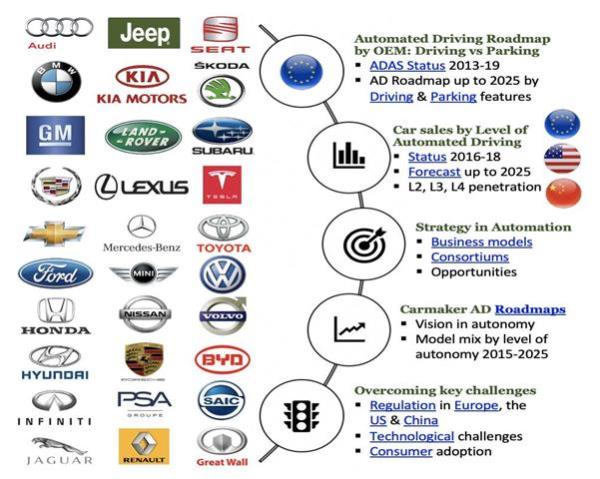 Audi
Jeep
SEAT
BMW
KIA
KIA MOTORS
ŠKODA
GM
LAND-
ROVER
SUBARU
LEXUS
TESLA
Mercedes-Benz
TOYOTA
Ford
MINI
HONDA
NISSAN
VOLVO
HYUNDAI
PORSCHE
BYD
INFINITI
PSA
GROUPE
SAIC
JAGUAR
RENAULT
Great Wall
Automated Driving Roadmap
by OEM: Driving vs Parking
▪ ADAS Status 2013-19
▪ AD Roadmap up to 2025 by
Driving & Parking features
Car sales by Level of
Automated Driving
▪ Status 2016-18
▪ Forecast up to 2025
▪ L2, L3, L4 penetration
Strategy in Automation
▪ Business models
▪ Consortiums
▪ Opportunities
Carmaker AD Roadmaps
▪ Vision in autonomy
▪ Model mix by level of
autonomy 2015-2025
Overcoming key challenges
▪ Regulation in Europe, the
US & China
▪ Technological challenges
▪ Consumer adoption